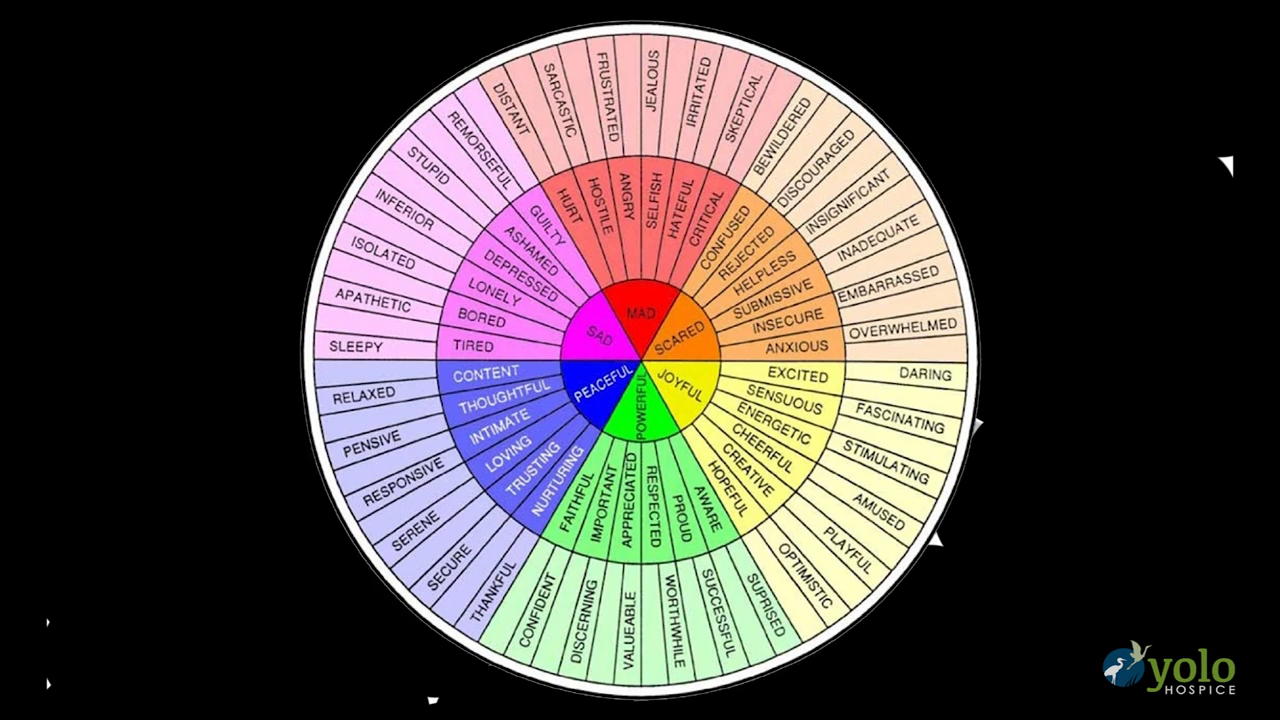 MAD
SCARED
JOYFUL
POWERFUL
PEACEFUL
SAD
HURT
HOSTILE
ANGRY
SELFISH
HATEFUL
CRITICAL
CONFUSED
REJECTED
HELPLESS
SUBMISSIVE
INSECURE
ANXIOUS
EXCITED
SENSUOUS
ENERGETIC
CHEERFUL
CREATIVE
HOPEFUL
AWARE
PROUD
RESPECTED
APPRECIATED
IMPORTANT
FAITHFUL
NURTURING
TRUSTING
LOVING
INTIMATE
THOUGHTFUL
CONTENT
TIRED
BORED
LONELY
DEPRESSED
ASHAMED
GUILTY
DISTANT
SARCASTIC
FRUSTRATED
JEALOUS
IRRITATED
SKEPTICAL
BEWILDERED
DISCOURAGED
INSIGNIFICANT
INADEQUATE
EMBARRASSED
OVERWHELMED
DARING
FASCINATING
STIMULATING
AMUSED
PLAYFUL
OPTIMISTIC
SUPRISED
SUCCESSFUL
WORTHWHILE
VALUEABLE
DISCERNING
CONFIDENT
THANKFUL
SECURE
SERENE
RESPONSIVE
PENSIVE
RELAXED
SLEEPY
APATHETIC
ISOLATED
INFERIOR
STUPID
REMORSEFUL
yolo
HOSPICE